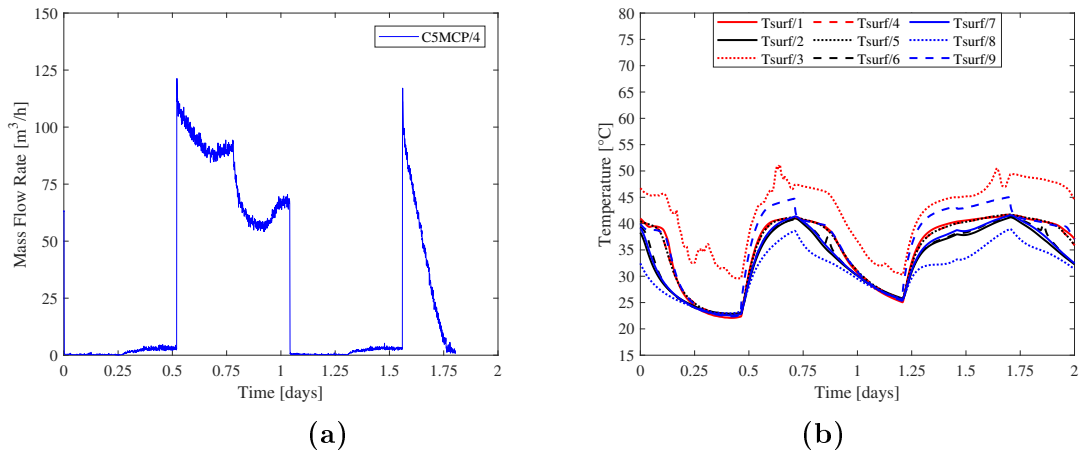 C5MCP/4
150
125
100
75
50
25
0
Mass Flow Rate [m³/h]
0 0.25 0.5 0.75 1 1.25 1.5 1.75 2
Time [days]
(a)
Tsurf/1 Tsurf/4 Tsurf/7
Tsurf/2 Tsurf/5 Tsurf/8
Tsurf/3 Tsurf/6 Tsurf/9
80
75
70
65
60
55
50
45
40
35
30
25
20
15
Temperature [°C]
0 0.25 0.5 0.75 1 1.25 1.5 1.75 2
Time [days]
(b)